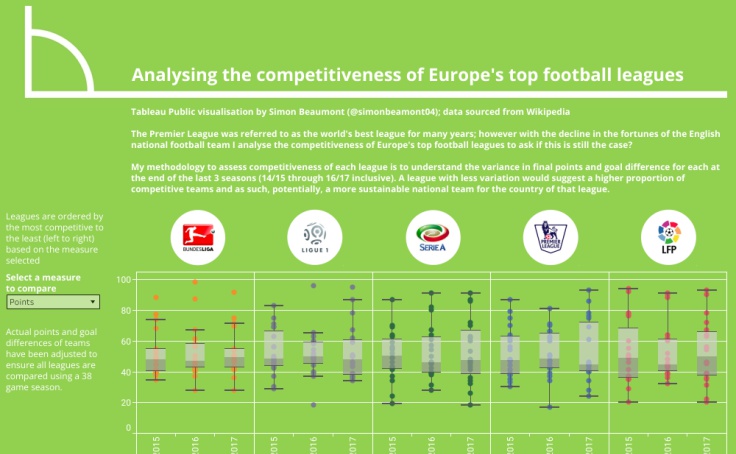 Analysing the competitiveness of Europe's top football leagues
Tableau Public visualisation by Simon Beaumont (@simonbeamont04); data sourced from Wikipedia
The Premier League was referred to as the world's best league for many years; however with the decline in the fortunes of the English
national football team I analyse the competitiveness of Europe's top football leagues to ask if this is still the case?
My methodology to assess competitiveness of each league is to understand the variance in final points and goal difference for each at
the end of the last 3 seasons (14/15 through 16/17 inclusive). A league with less variation would suggest a higher proportion of
competitive teams and as such, potentially, a more sustainable national team for the country of that league.
Leagues are ordered by
the most competitive to
the least (left to right)
based on the measure
selected
BUNDESLIGA
LIGUE 1
SERIE A
PREMIER
LEAGUE
LFP
Select a measure
to compare
Points
Actual points and goal
differences of teams
have been adjusted to
ensure all leagues are
compared using a 38
game season.
100
80
60
40
20
0
2015 2016 2017 2015 2016 2017 2015 2016 2017 2015 2016 2017 2015 2016 2017